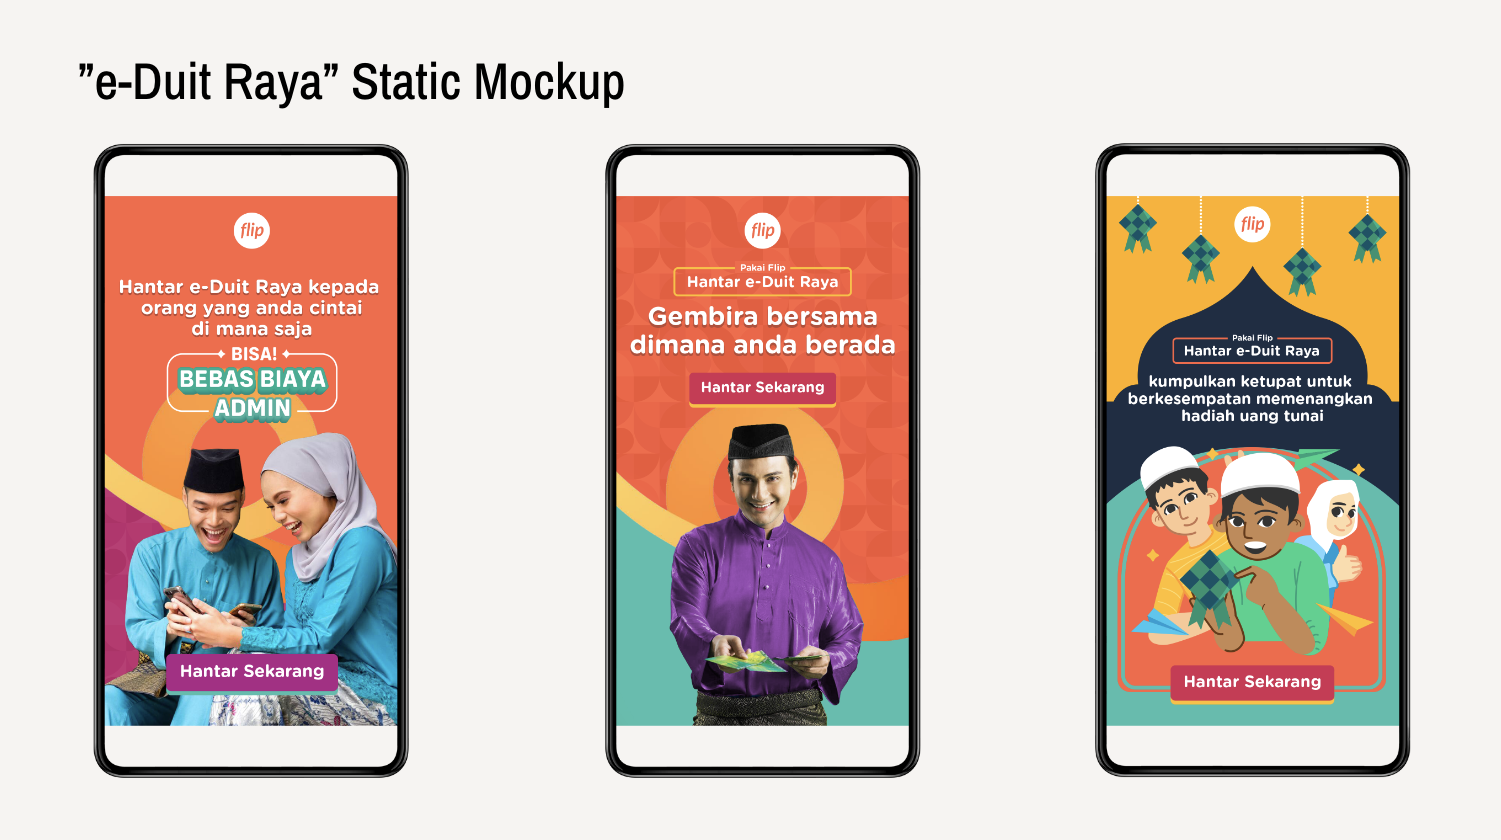 ”e-Duit Raya” Static Mockup
flip
Hantar e-Duit Raya kepada
orang yang anda cintai
di mana saja
BISA!
BEBAS BIAYA
ADMIN
Hantar Sekarang
flip
Pakai Flip
Hantar e-Duit Raya
Gembira bersama
dimana anda berada
Hantar Sekarang
flip
Pakai Flip
Hantar e-Duit Raya
kumpulkan ketupat untuk
berkesempatan memenangkan
hadiah uang tunai
Hantar Sekarang